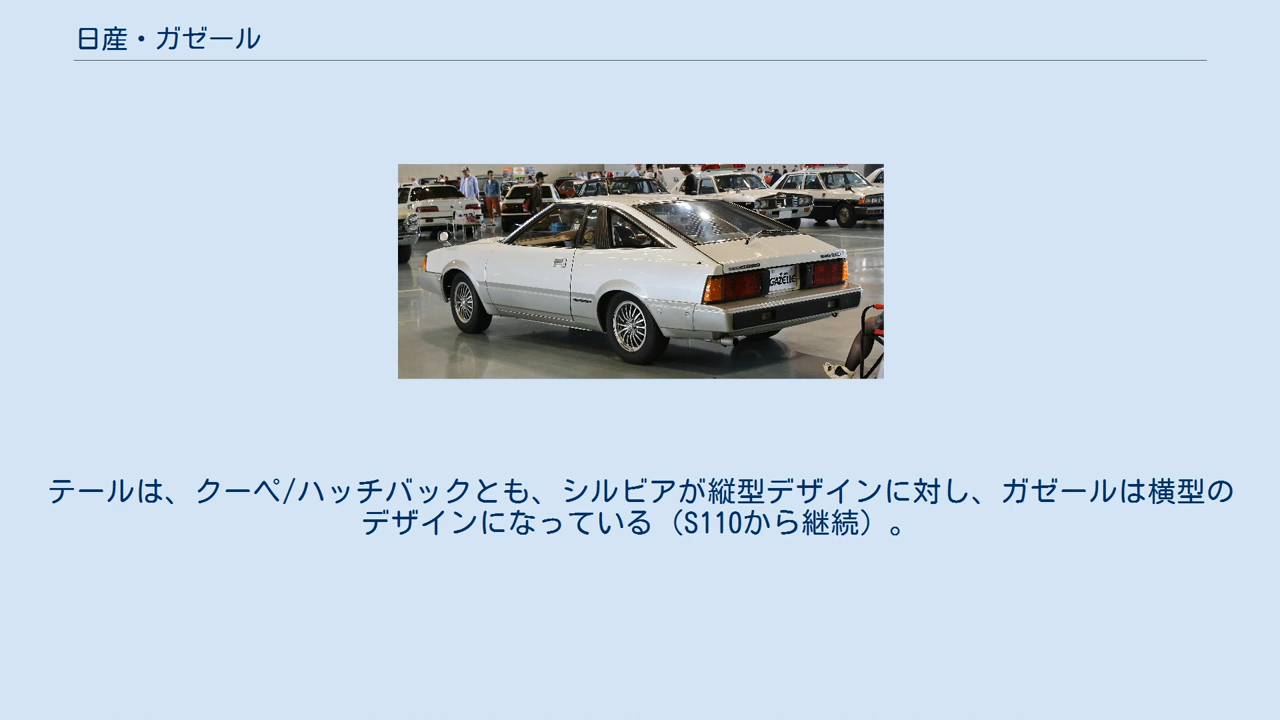 日産・ガゼール
GAZELLE
テールは、クーペ/ハッチバックとも、シルビアが縦型デザインに対し、ガゼールは横型の
デザインになっている（S110から継続）。